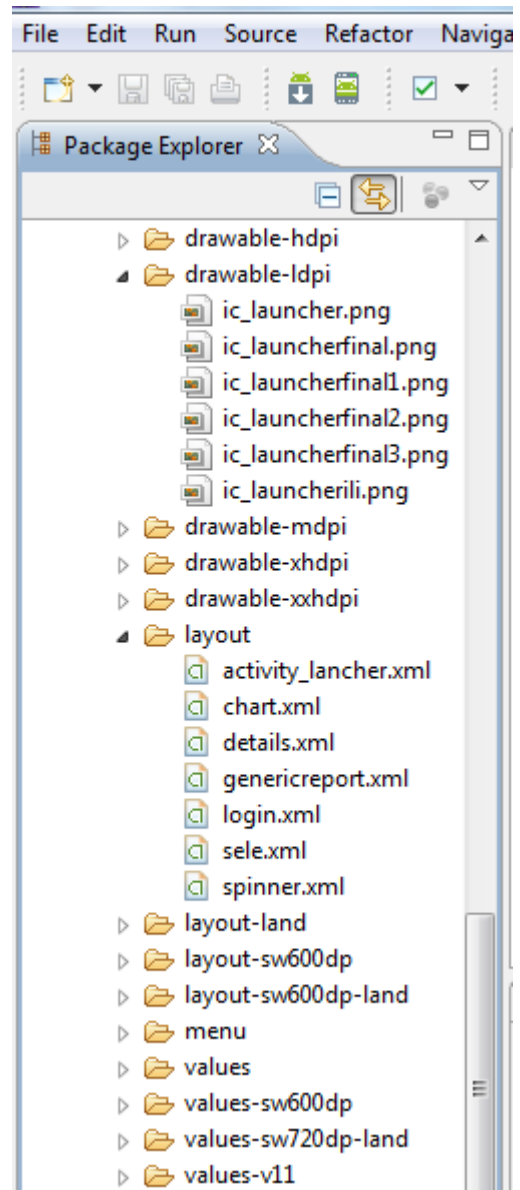 File Edit Run Source Refactor Naviga
Package Explorer
drawable-hdpi
drawable-ldpi
ic_launcher.png
ic_launcherfinal.png
ic_launcherfinal1.png
ic_launcherfinal2.png
ic_launcherfinal3.png
ic_launcherili.png
drawable-mdpi
drawable-xhdpi
drawable-xxhdpi
layout
activity_lancher.xml
chart.xml
details.xml
genericreport.xml
login.xml
sele.xml
spinner.xml
layout-land
layout-sw600dp
layout-sw600dp-land
menu
values
values-sw600dp
values-sw720dp-land
values-v11